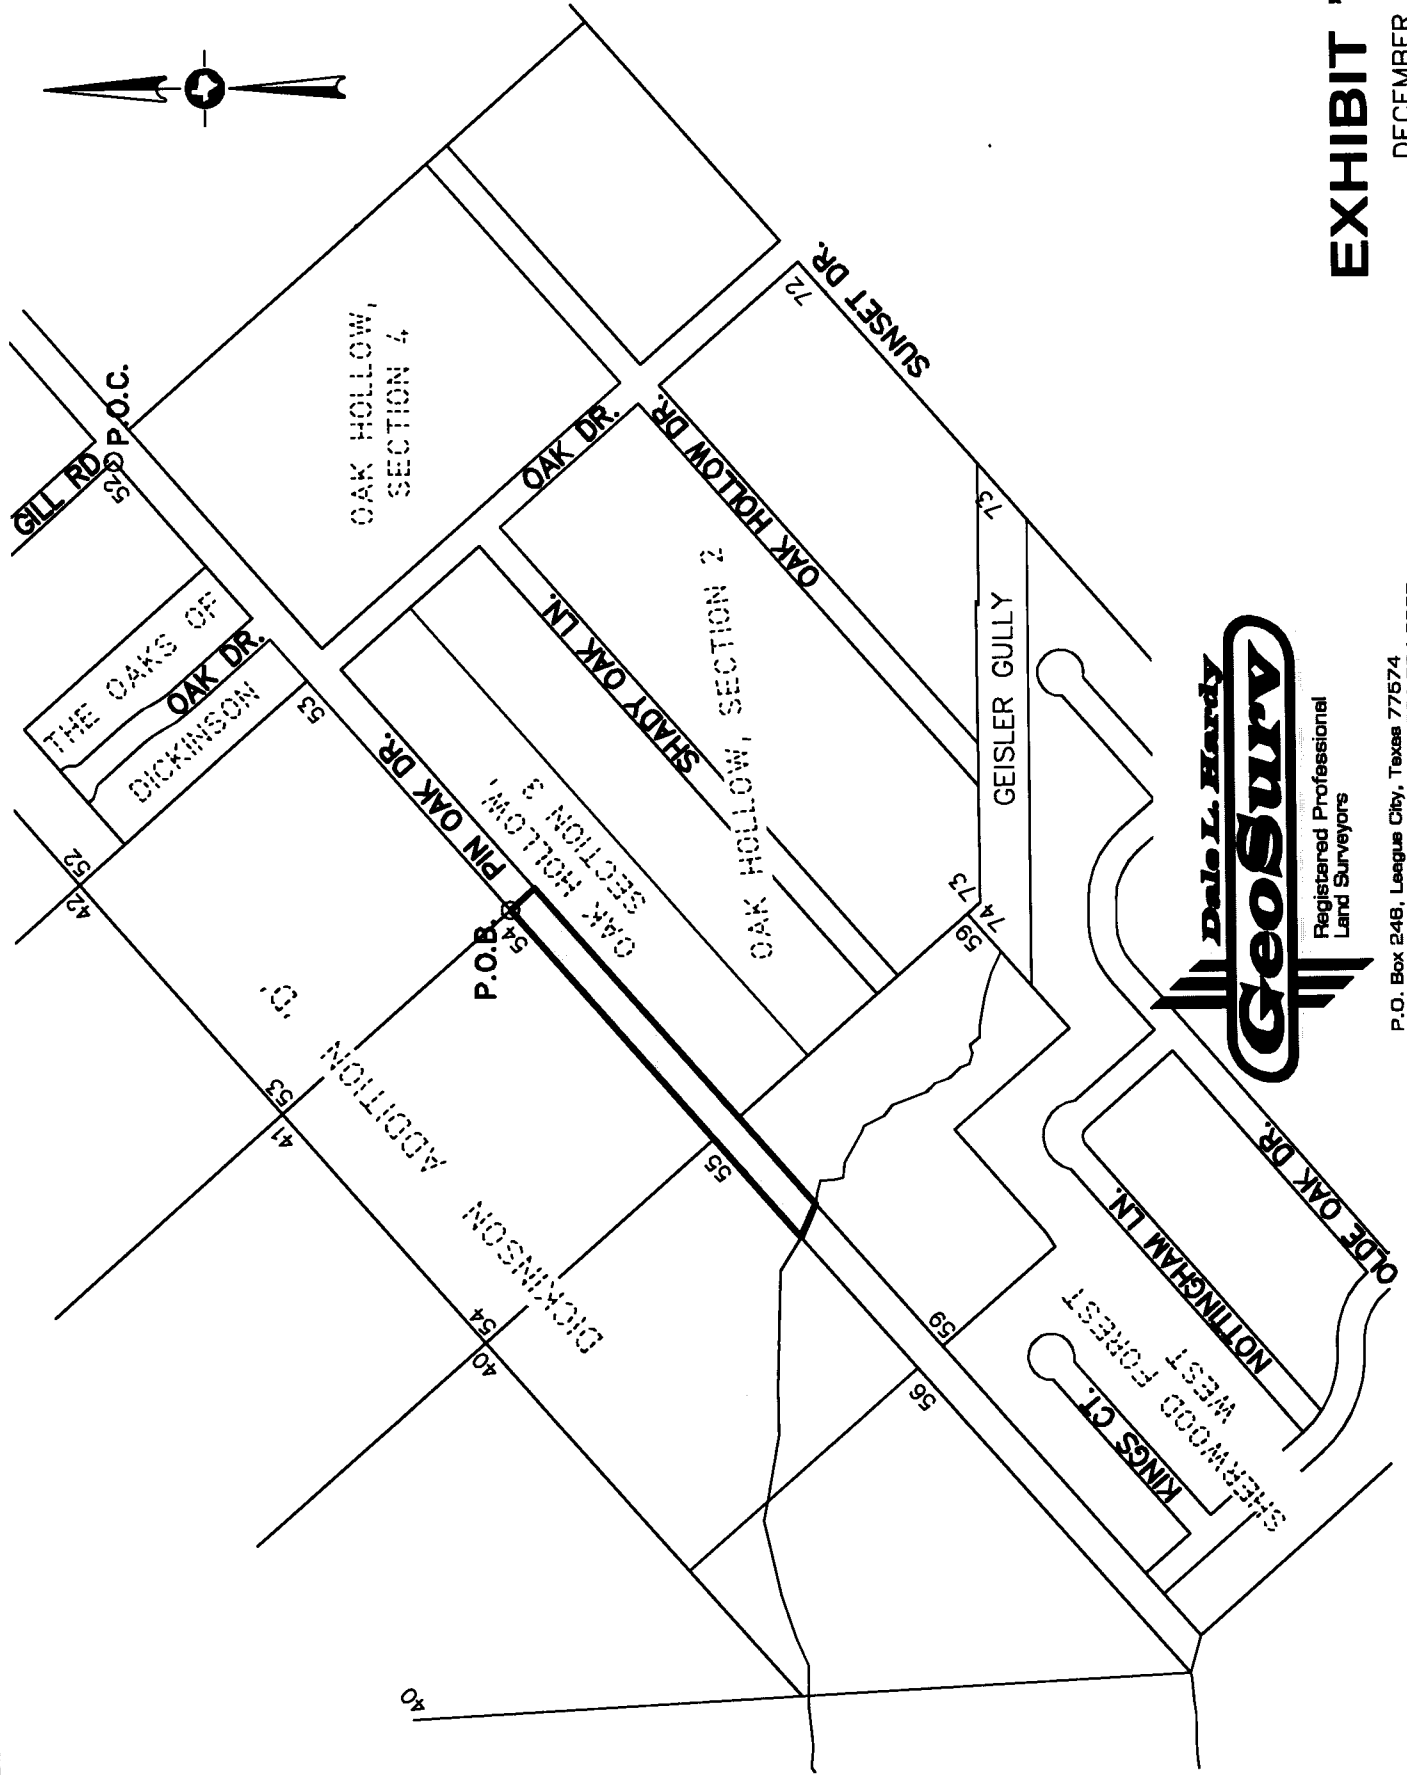 GILL RD.
52
P.O.C.
THE OAKS OF
OAK DR.
DICKINSON
53
42
52
OAK HOLLOW,
SECTION 4
OAK DR.
PIN OAK DR.
P.O.B.
54
OAK HOLLOW,
SECTION 3
SHADY OAK LN.
OAK HOLLOW, SECTION 2
OAK HOLLOW DR.
72
SUNSET DR.
73
GEISLER GULLY
59
73
74
41
53
DICKINSON ADDITION 'D'
40
54
55
56
59
40
KINGS CT.
SHERWOOD FOREST
WEST
NOTTINGHAM LN.
OLDE OAK DR.
Dale L. Hardy
GeoSurv
Registered Professional
Land Surveyors
P.O. Box 246, League City, Texas 77574
EXHIBIT "
DECEMBER